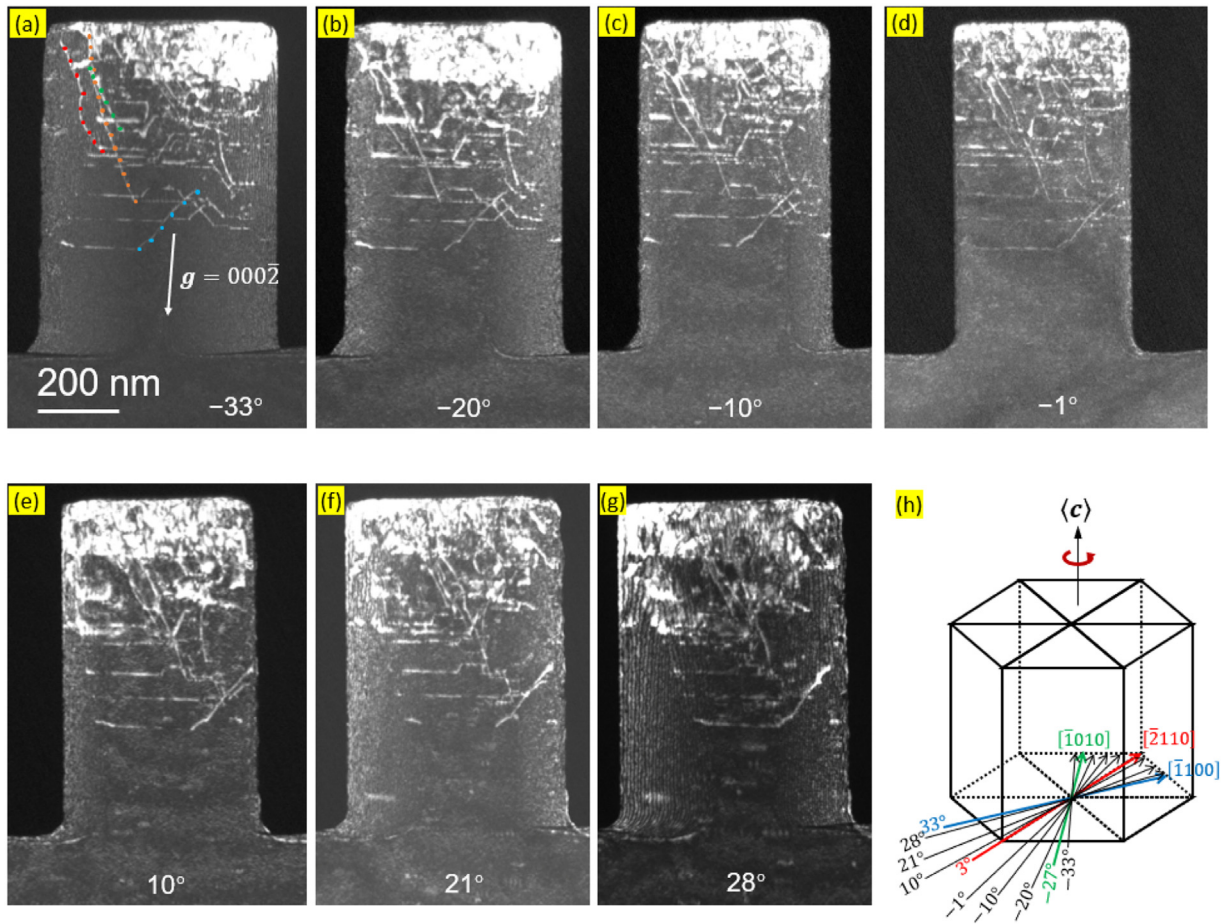 (a)
(b)
(c)
(d)
g = 0002̅
200 nm
−33°
−20°
−10°
−1°
(e)
(f)
(g)
(h)
⟨c⟩
[1̅010]
[2̅110]
[1̅100]
33°
28°
21°
10°
3°
−1°
−10°
−20°
−27°
−33°
10°
21°
28°